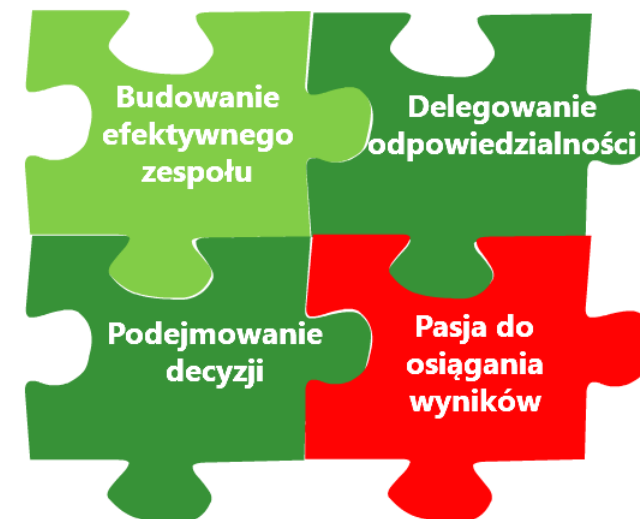 Budowanie
efektywnego
zespołu
Delegowanie
odpowiedzialności
Podejmowanie
decyzji
Pasja do
osiągania
wyników